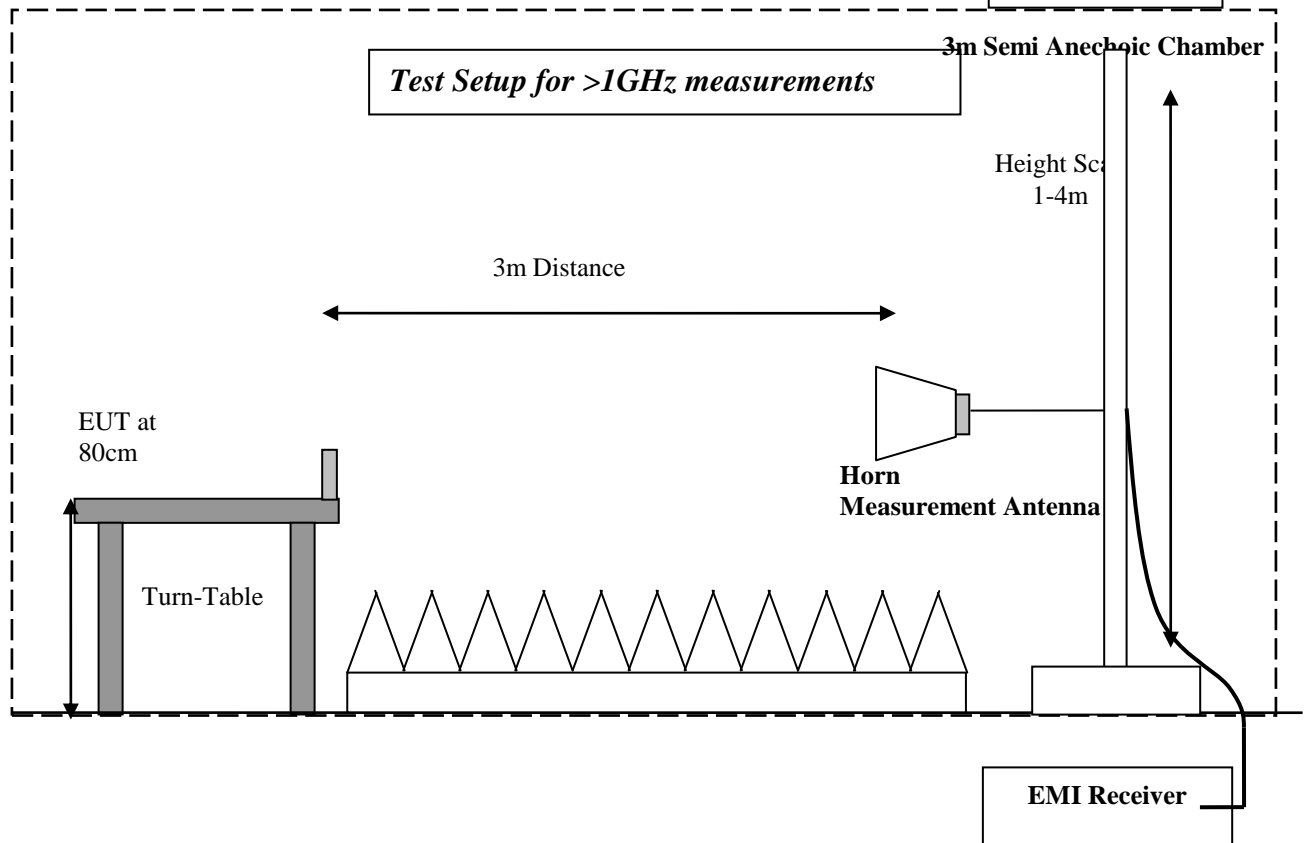 3m Semi Anechoic Chamber
Test Setup for >1GHz measurements
Height Sca
1-4m
3m Distance
EUT at
80cm
Horn
Measurement Antenna
Turn-Table
EMI Receiver